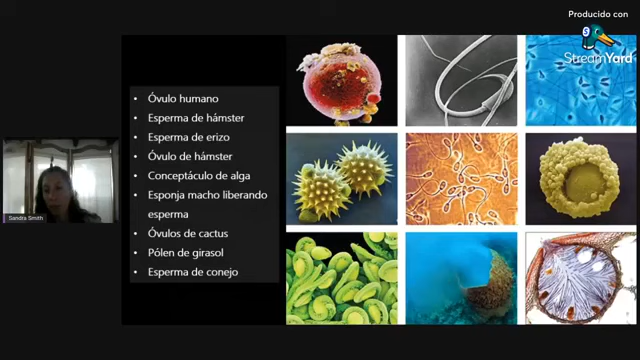 Producido con
StreamYard
• Óvulo humano
• Esperma de hámster
• Esperma de erizo
• Óvulo de hámster
• Conceptáculo de alga
• Esponja macho liberando
esperma
• Óvulos de cactus
• Pólen de girasol
• Esperma de conejo
Sandra Smith